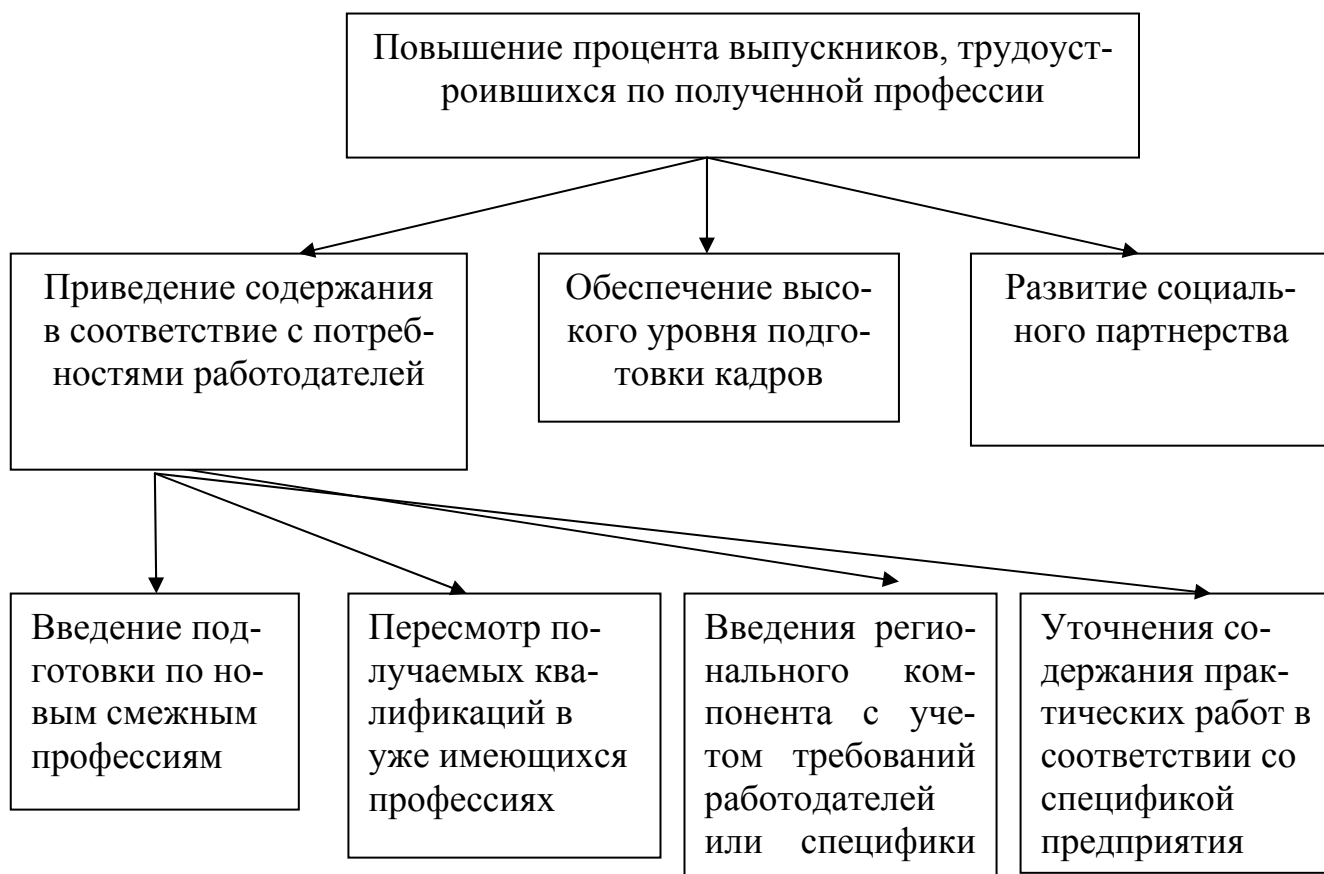 Повышение процента выпускников, трудоуст-
роившихся по полученной профессии
Приведение содержания
в соответствие с потреб-
ностями работодателей
Обеспечение высо-
кого уровня подго-
товки кадров
Развитие социаль-
ного партнерства
Введение под-
готовки по но-
вым смежным
профессиям
Пересмотр по-
лучаемых ква-
лификаций в
уже имеющихся
профессиях
Введения регио-
нального ком-
понента с уче-
том требований
работодателей
или специфики
Уточнения со-
держания прак-
тических работ в
соответствии со
спецификой
предприятия